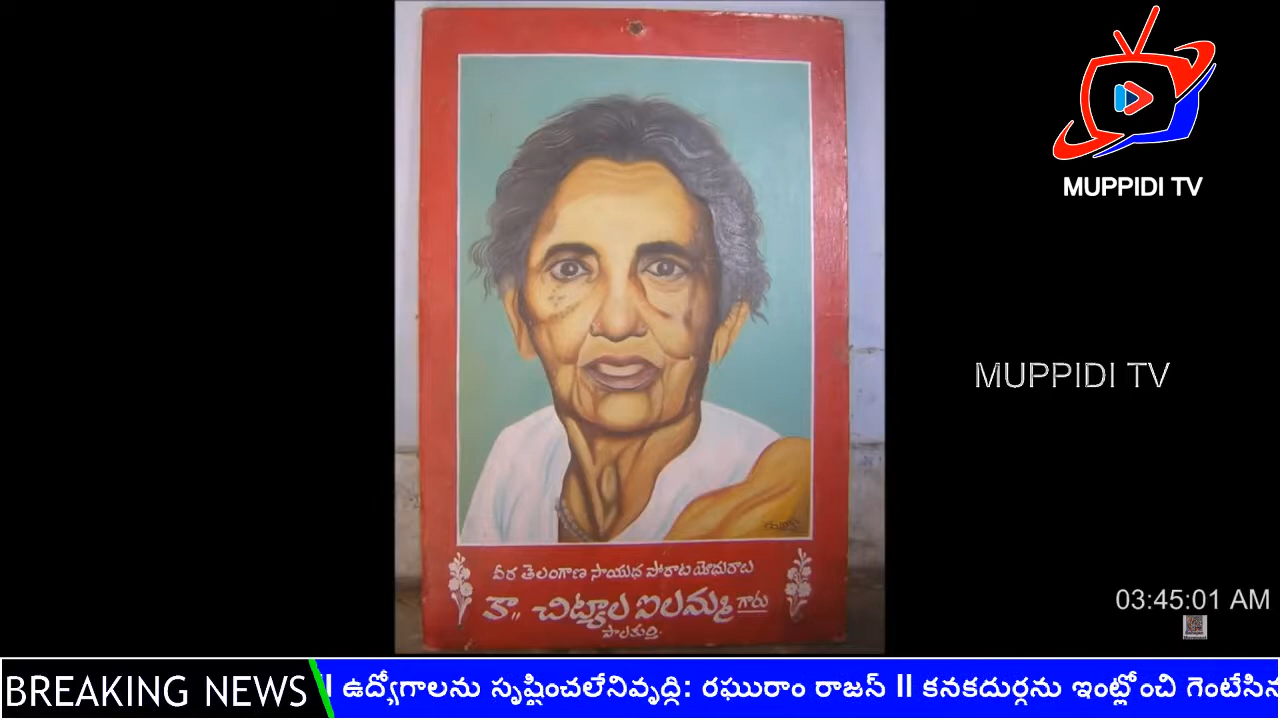 MUPPIDI TV
MUPPIDI TV
వీర తెలంగాణ సాయుధ పోరాట యోధురాలు
కా,, చిట్యాల ఐలమ్మ గారు
పాలకుర్తి.
03:45:01 AM
BREAKING NEWS
II ఉద్యోగాలను సృష్టించలేనివృద్ధి: రఘురాం రాజన్ II కనకదుర్గను ఇంట్లోంచి గెంటేసిన